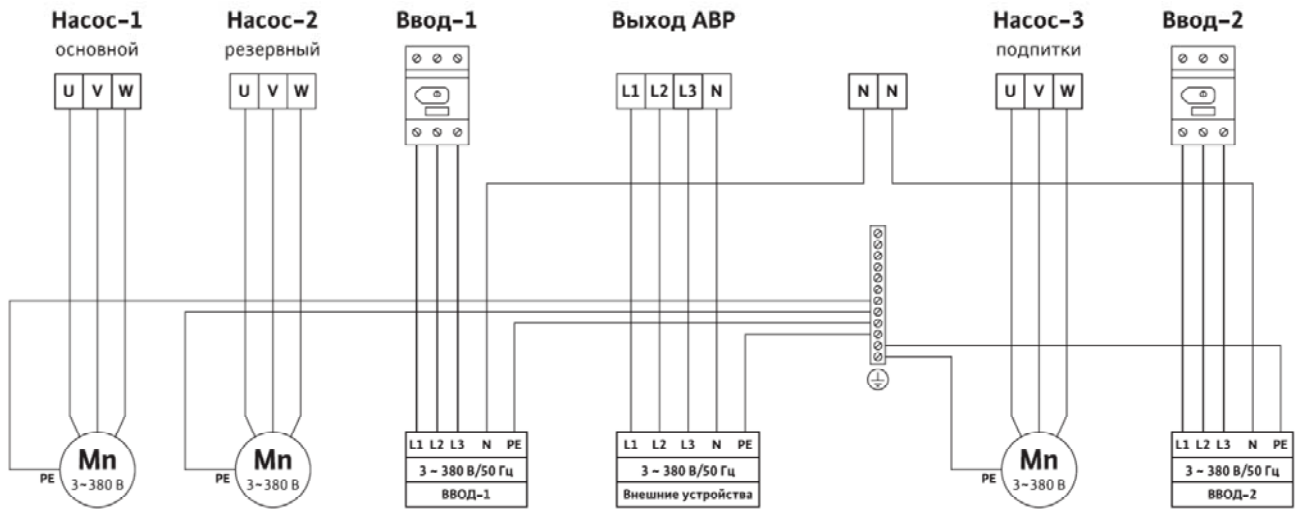 Насос–1 Насос–2 Ввод–1 Выход АВР Насос–3 Ввод–2
основной резервный подпитки
U V W U V W L1 L2 L3 N N N U V W
PE Mn PE Mn L1 L2 L3 N PE L1 L2 L3 N PE PE Mn L1 L2 L3 N PE
3~380 В 3~380 В 3 ~ 380 В/50 Гц 3 ~ 380 В/50 Гц 3~380 В 3 ~ 380 В/50 Гц
ВВОД–1 Внешние устройства ВВОД–2